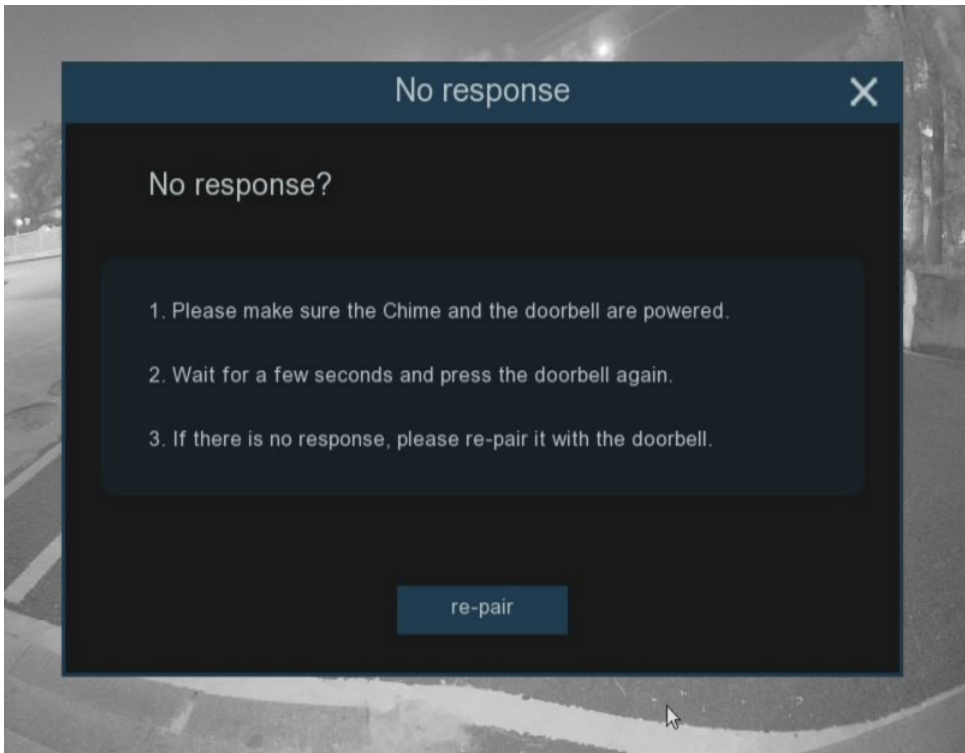 No response
No response?
1. Please make sure the Chime and the doorbell are powered.
2. Wait for a few seconds and press the doorbell again.
3. If there is no response, please re-pair it with the doorbell.
re-pair